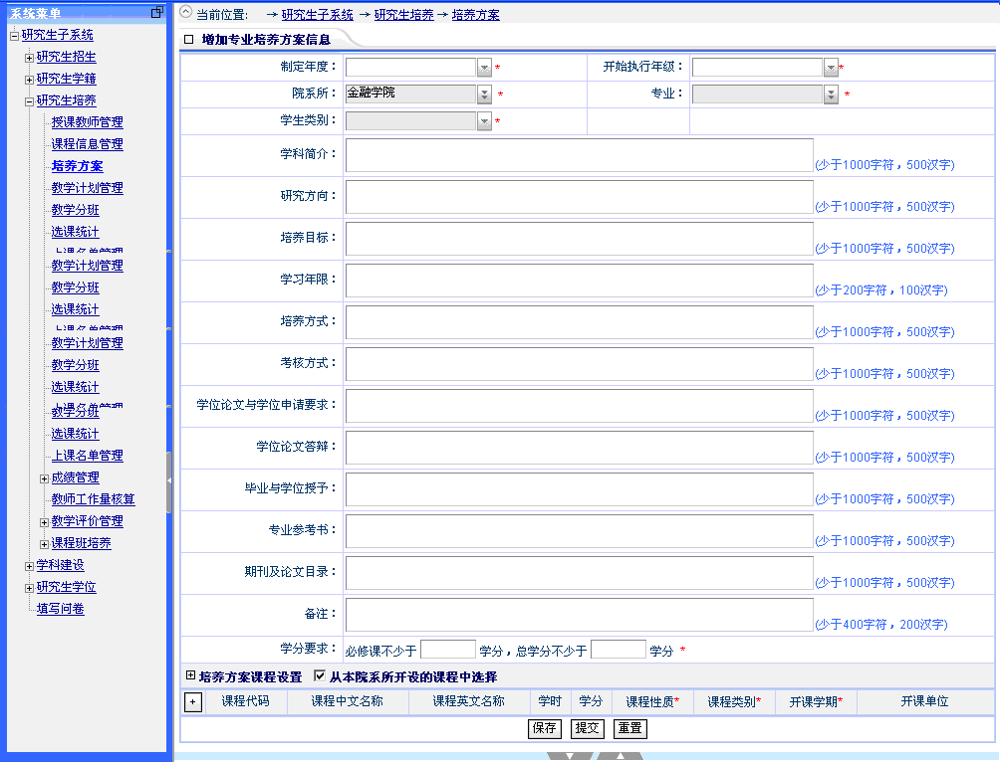 系统菜单
研究生子系统
研究生招生
研究生学籍
研究生培养
授课教师管理
课程信息管理
培养方案
教学计划管理
教学分班
选课统计
上课名单管理
教学计划管理
教学分班
选课统计
上课名单管理
教学计划管理
教学分班
选课统计
上课名单管理
教学分班
选课统计
上课名单管理
成绩管理
教师工作量核算
教学评价管理
课程班培养
学科建设
研究生学位
填写问卷
当前位置: →研究生子系统 →研究生培养 →培养方案
增加专业培养方案信息
制定年度: * 开始执行年级: *
院系所: 金融学院 * 专业: *
学生类别: *
学科简介: (少于1000字符,500汉字)
研究方向: (少于1000字符,500汉字)
培养目标: (少于1000字符,500汉字)
学习年限: (少于200字符,100汉字)
培养方式: (少于1000字符,500汉字)
考核方式: (少于1000字符,500汉字)
学位论文与学位申请要求: (少于1000字符,500汉字)
学位论文答辩: (少于1000字符,500汉字)
毕业与学位授予: (少于1000字符,500汉字)
专业参考书: (少于1000字符,500汉字)
期刊及论文目录: (少于1000字符,500汉字)
备注: (少于400字符,200汉字)
学分要求: 必修课不少于 学分,总学分不少于 学分 *
培养方案课程设置 从本院系所开设的课程中选择
+ 课程代码 课程中文名称 课程英文名称 学时 学分 课程性质* 课程类别* 开课学期* 开课单位
保存 提交 重置